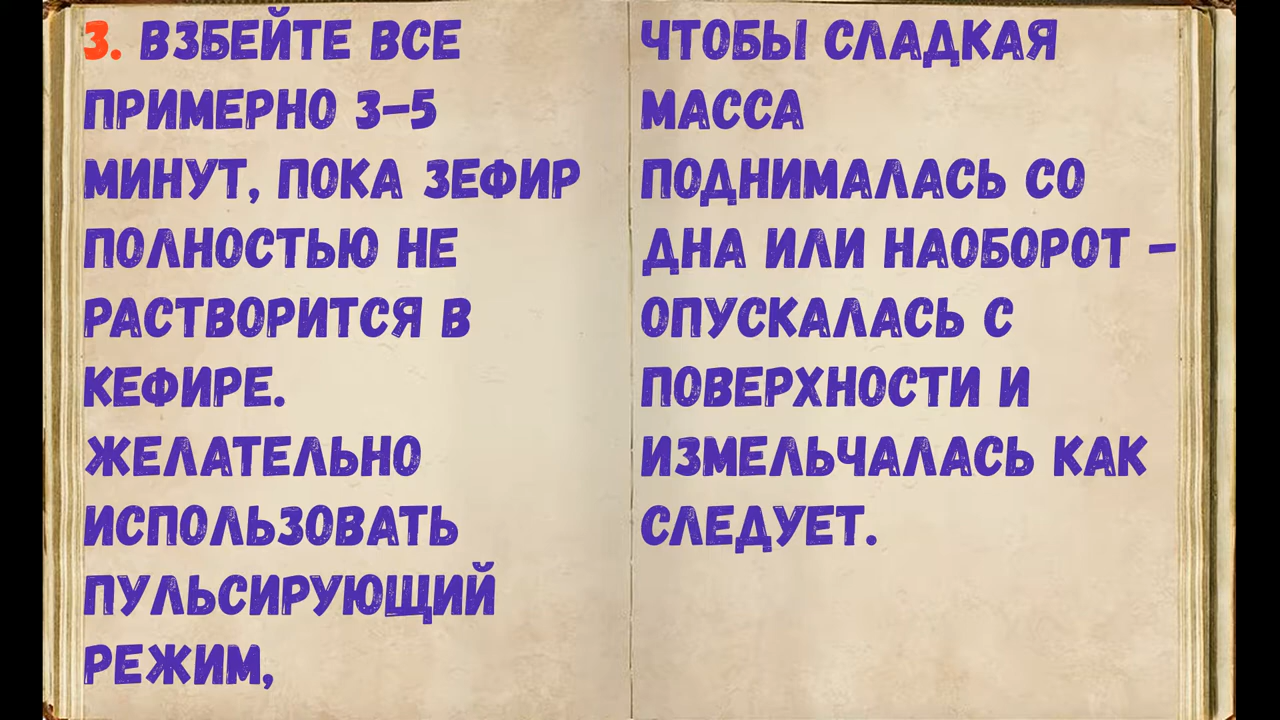 3. ВЗБЕЙТЕ ВСЕ
ПРИМЕРНО 3–5
МИНУТ, ПОКА ЗЕФИР
ПОЛНОСТЬЮ НЕ
РАСТВОРИТСЯ В
КЕФИРЕ.
ЖЕЛАТЕЛЬНО
ИСПОЛЬЗОВАТЬ
ПУЛЬСИРУЮЩИЙ
РЕЖИМ,
ЧТОБЫ СЛАДКАЯ
МАССА
ПОДНИМАЛАСЬ СО
ДНА ИЛИ НАОБОРОТ –
ОПУСКАЛАСЬ С
ПОВЕРХНОСТИ И
ИЗМЕЛЬЧАЛАСЬ КАК
СЛЕДУЕТ.